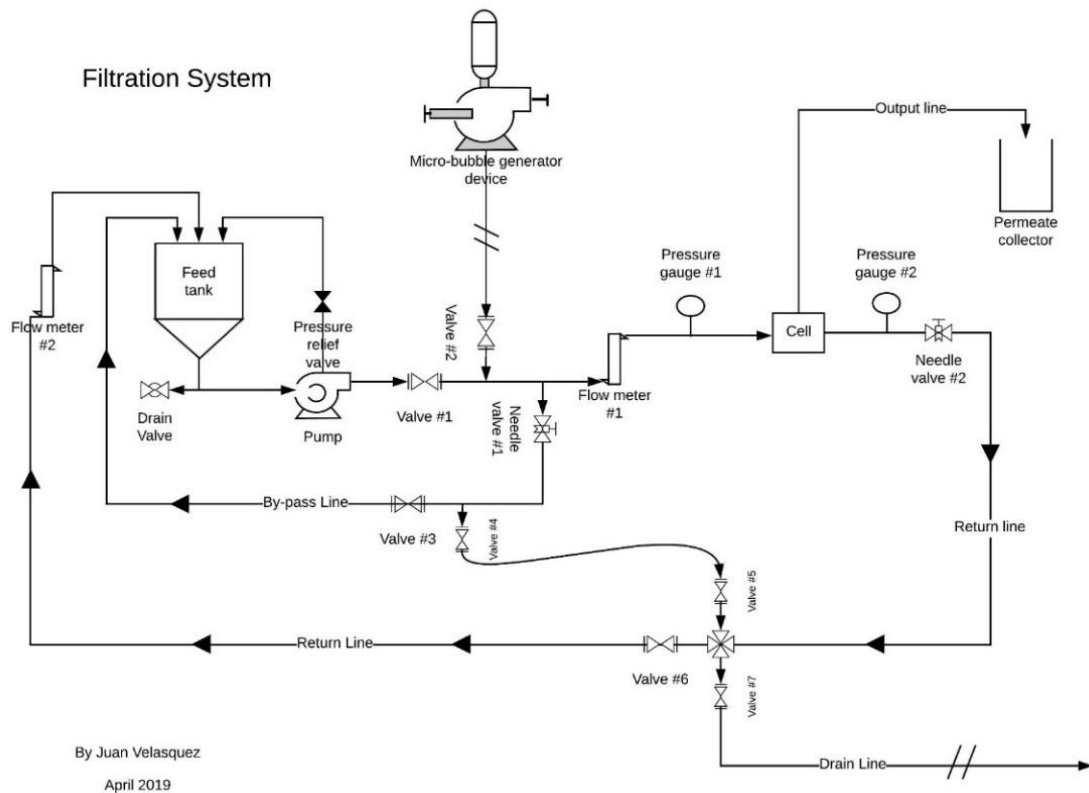 Filtration System
Micro-bubble generator
device
Output line
Permeate
collector
Pressure
gauge #1
Pressure
gauge #2
Feed
tank
Flow meter
#2
Pressure
relief
valve
Valve #2
Cell
Needle
valve #2
Flow meter
#1
Drain
Valve
Pump
Valve #1
Needle
valve #1
By-pass Line
Valve #3
Valve #4
Return line
Valve #5
Return Line
Valve #6
Valve #7
By Juan Velasquez
Drain Line
April 2019